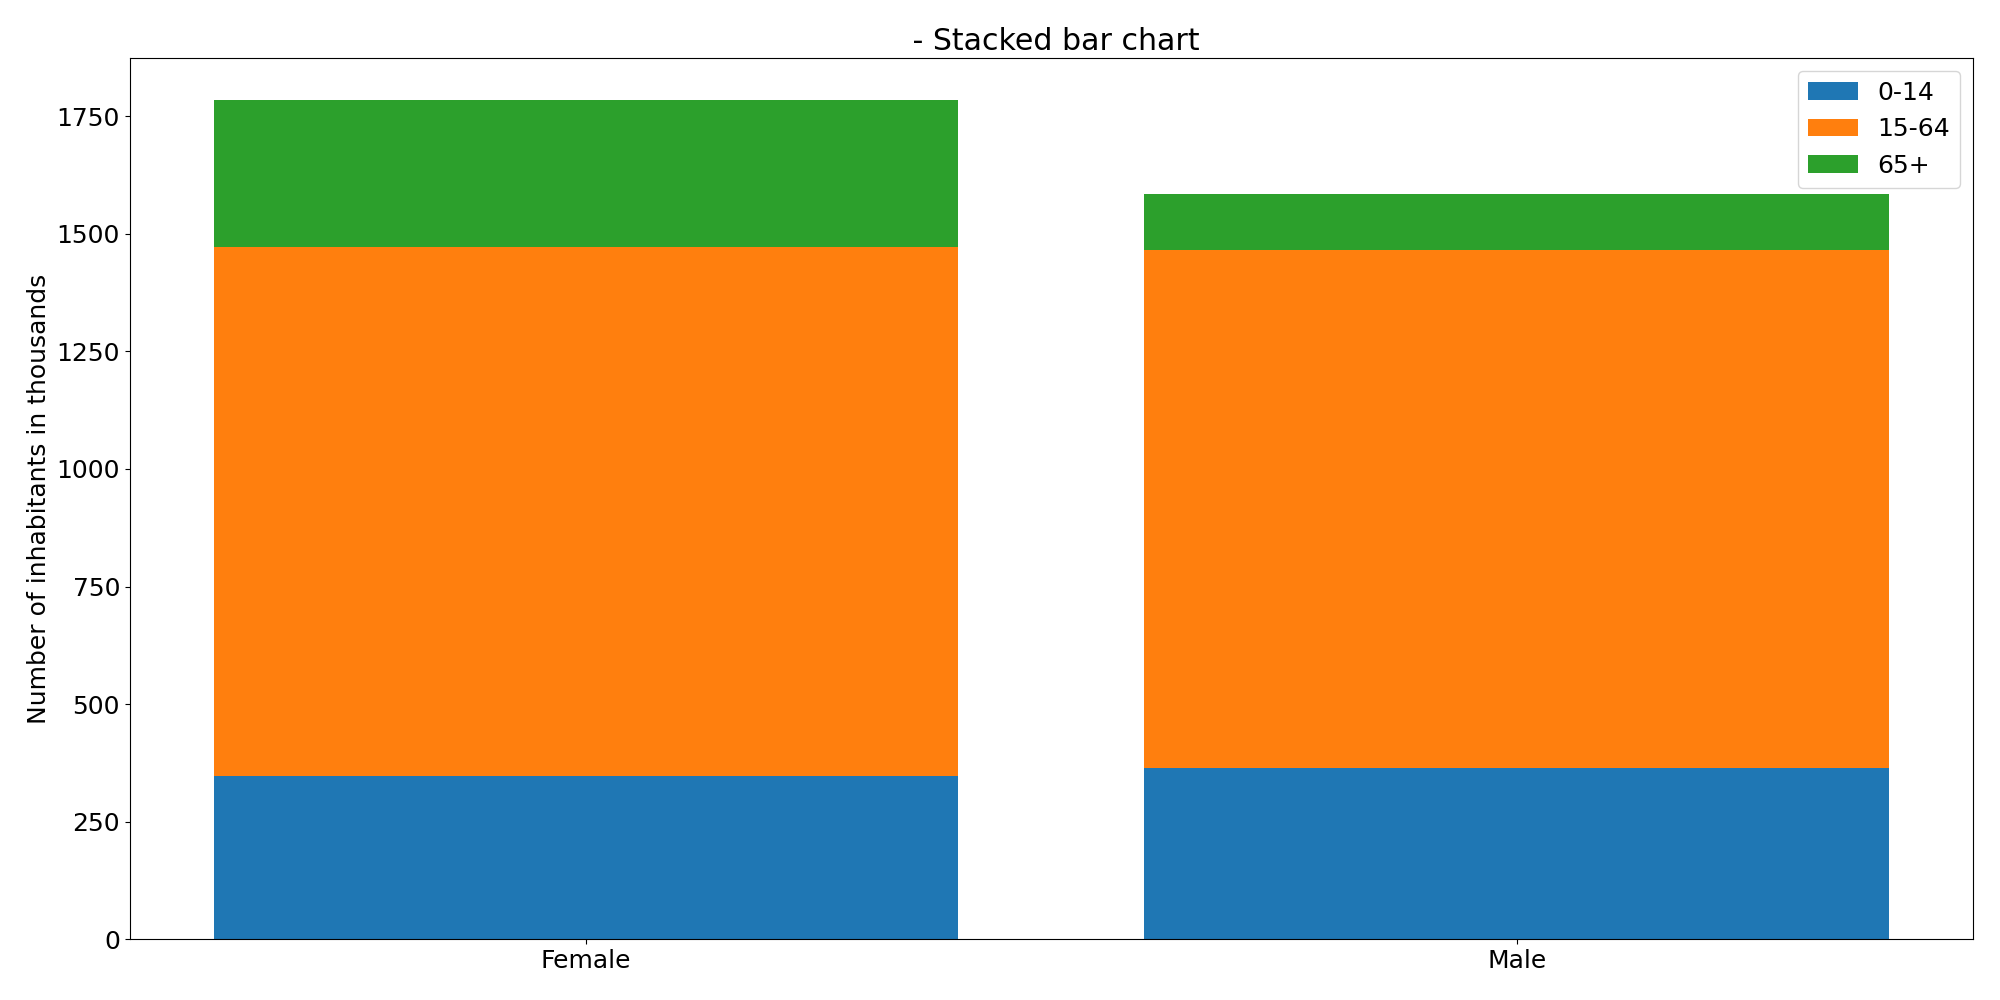 - Stacked bar chart
0-14
15-64
65+
Number of inhabitants in thousands
1750
1500
1250
1000
750
500
250
0
Female
Male